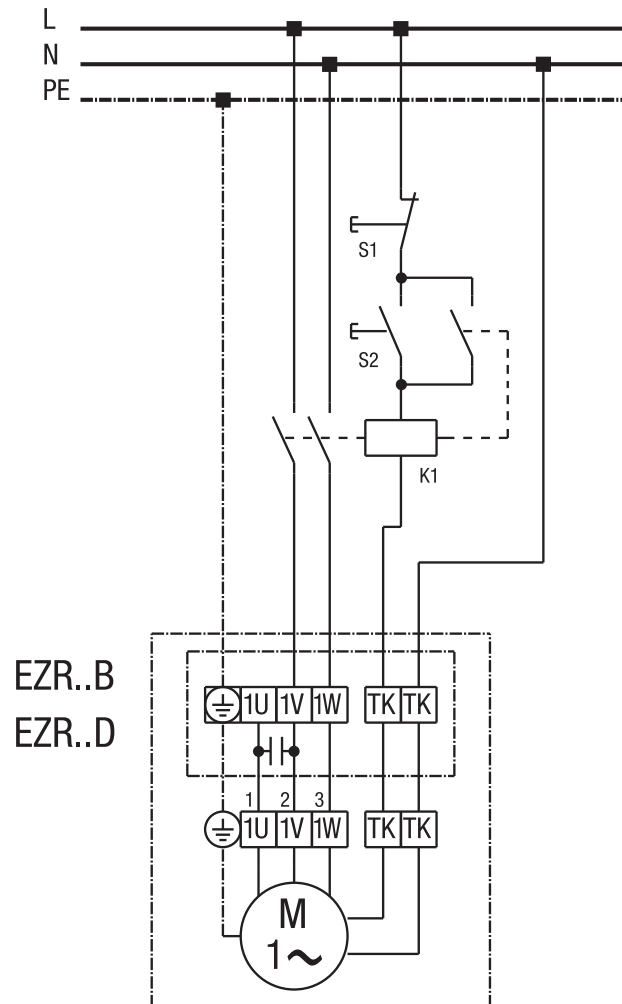 L
N
PE
S1
S2
K1
EZR..B
EZR..D
1U 1V 1W TK TK
1 2 3
1U 1V 1W TK TK
M
1~